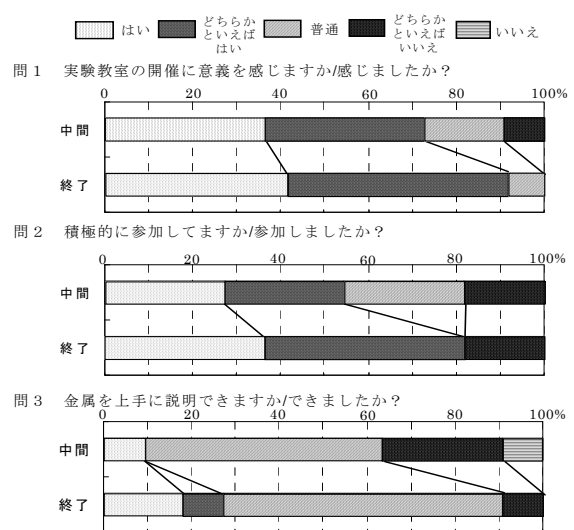 はい どちらかといえばはい 普通 どちらかといえばいいえ いいえ
問1 実験教室の開催に意義を感じますか/感じましたか？
0 20 40 60 80 100%
中間
終了
問2 積極的に参加してますか/参加しましたか？
0 20 40 60 80 100%
中間
終了
問3 金属を上手に説明できますか/できましたか？
0 20 40 60 80 100%
中間
終了